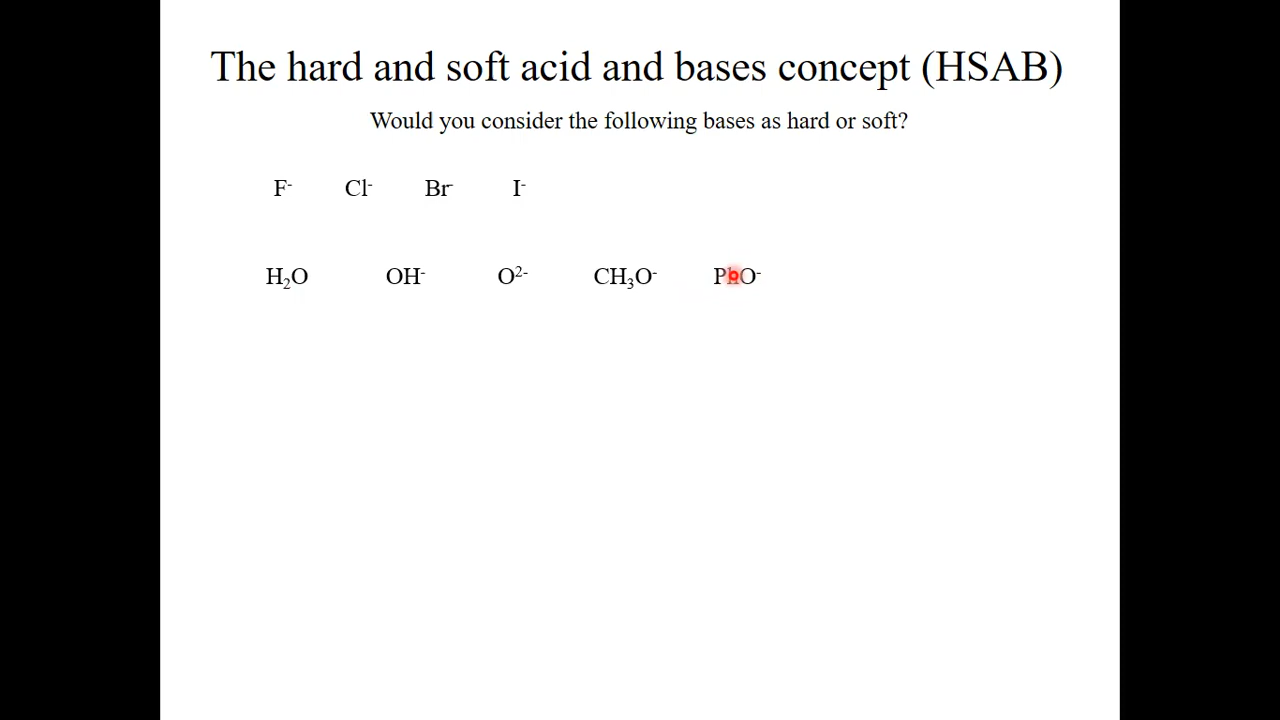 The hard and soft acid and bases concept (HSAB)
Would you consider the following bases as hard or soft?
F⁻ Cl⁻ Br⁻ I⁻
H₂O OH⁻ O²⁻ CH₃O⁻ PhO⁻